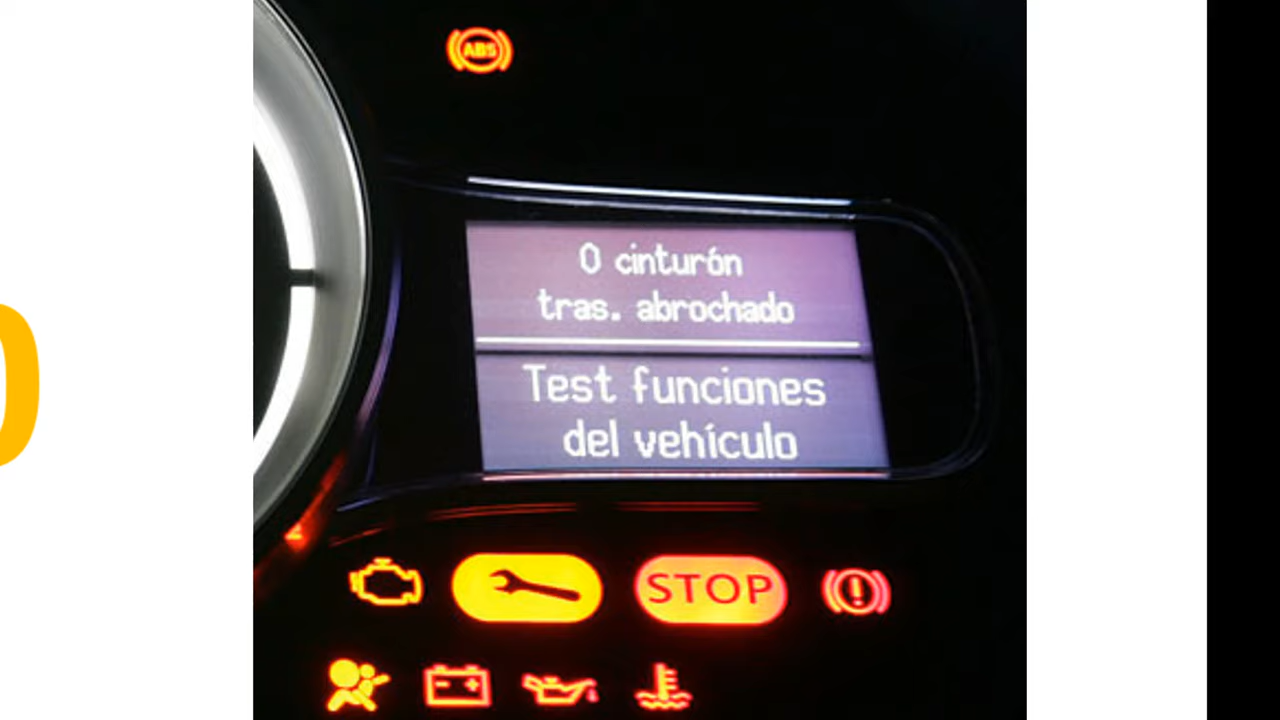 ABS
0 cinturón
tras. abrochado
Test funciones
del vehículo
STOP